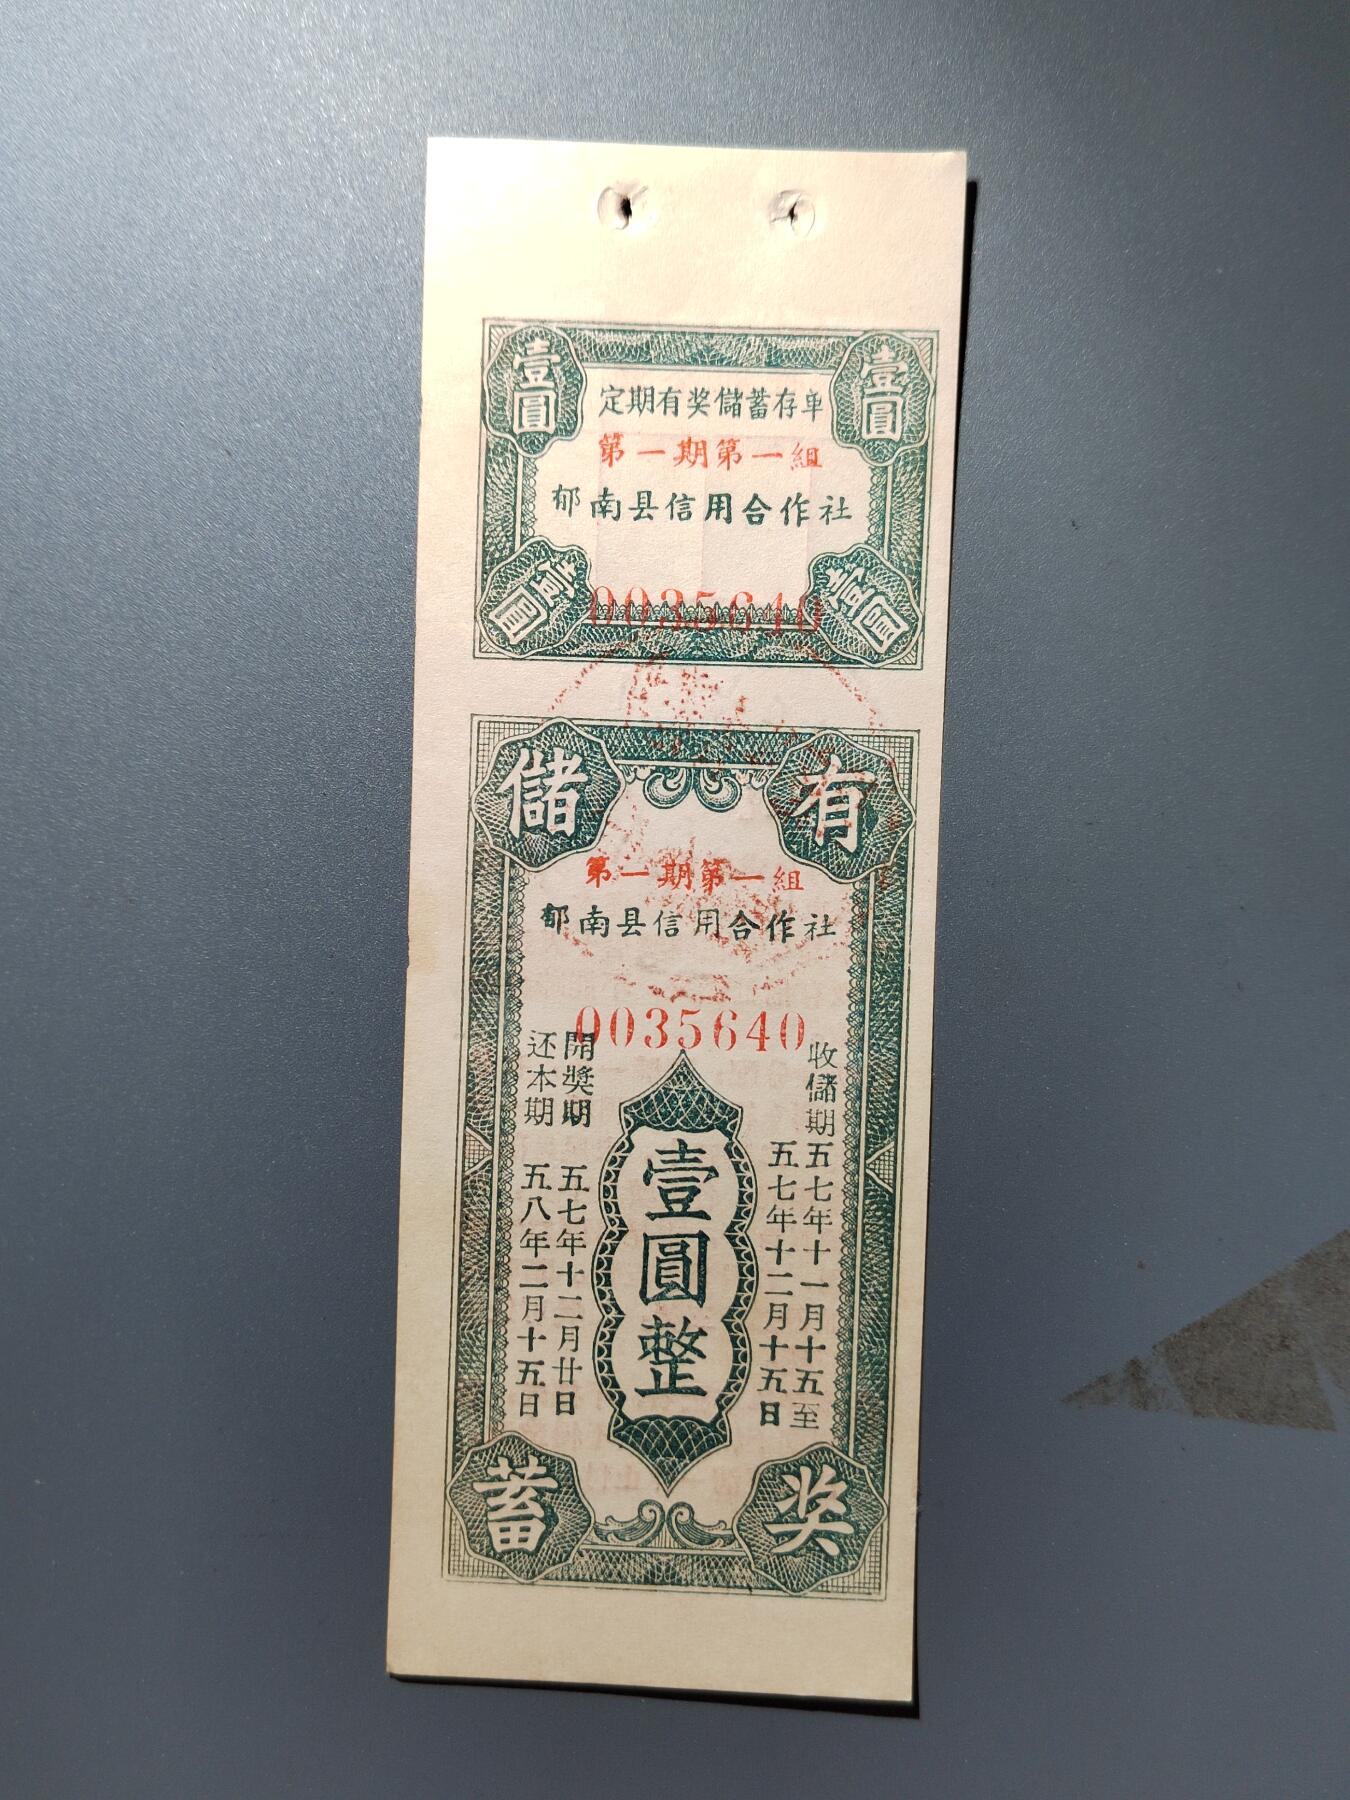 壹圓
壹圓
定期有奖儲蓄存单
第一期第一組
郁南县信用合作社
0035640
壹圓
壹圓
有奖儲蓄
第一期第一組
郁南县信用合作社
0035640
收儲期五七年十一月十五至
五七年十二月十五日
壹圓整
開奬期 五七年十二月廿日
还本期 五八年二月十五日